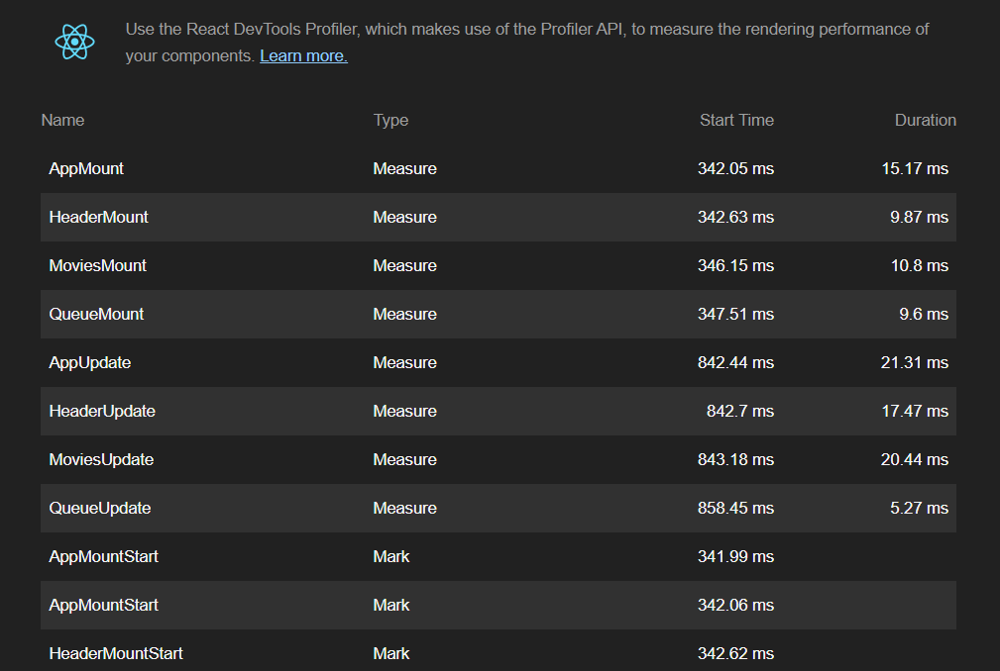 Use the React DevTools Profiler, which makes use of the Profiler API, to measure the rendering performance of
your components. Learn more.
Name Type Start Time Duration
AppMount Measure 342.05 ms 15.17 ms
HeaderMount Measure 342.63 ms 9.87 ms
MoviesMount Measure 346.15 ms 10.8 ms
QueueMount Measure 347.51 ms 9.6 ms
AppUpdate Measure 842.44 ms 21.31 ms
HeaderUpdate Measure 842.7 ms 17.47 ms
MoviesUpdate Measure 843.18 ms 20.44 ms
QueueUpdate Measure 858.45 ms 5.27 ms
AppMountStart Mark 341.99 ms
AppMountStart Mark 342.06 ms
HeaderMountStart Mark 342.62 ms